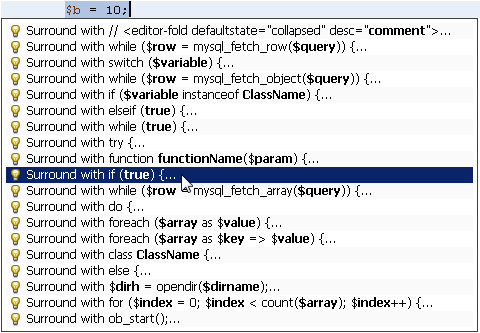 $b = 10;
Surround with // <editor-fold defaultstate="collapsed" desc="comment">...
Surround with while ($row = mysql_fetch_row($query)) {...
Surround with switch ($variable) {...
Surround with while ($row = mysql_fetch_object($query)) {...
Surround with if ($variable instanceof ClassName) {...
Surround with elseif (true) {...
Surround with while (true) {...
Surround with try {...
Surround with function functionName($param) {...
Surround with if (true) {...
Surround with while ($row = mysql_fetch_array($query)) {...
Surround with do {...
Surround with foreach ($array as $value) {...
Surround with foreach ($array as $key => $value) {...
Surround with class ClassName {...
Surround with else {...
Surround with $dirh = opendir($dirname);...
Surround with for ($index = 0; $index < count($array); $index++) {...
Surround with ob_start();...